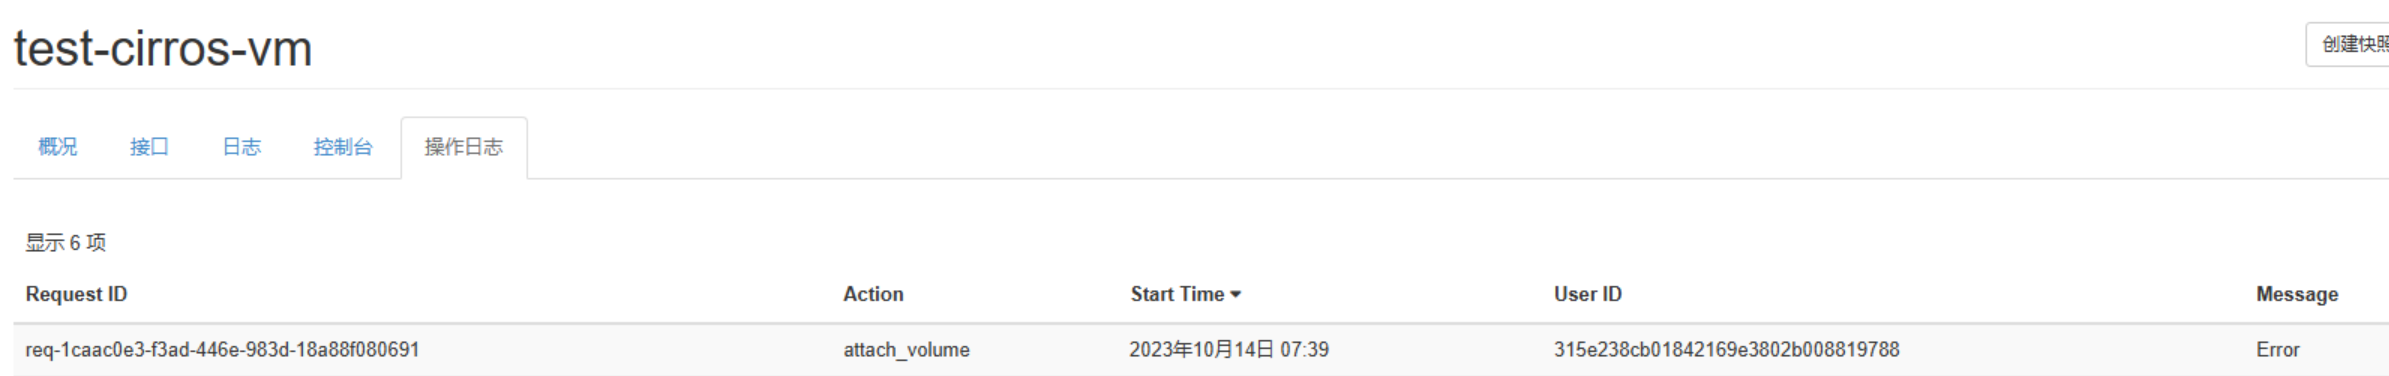 test-cirros-vm
创建快照
概况 接口 日志 控制台 操作日志
显示 6 项
Request ID Action Start Time User ID Message
req-1caac0e3-f3ad-446e-983d-18a88f080691 attach_volume 2023年10月14日 07:39 315e238cb01842169e3802b008819788 Error